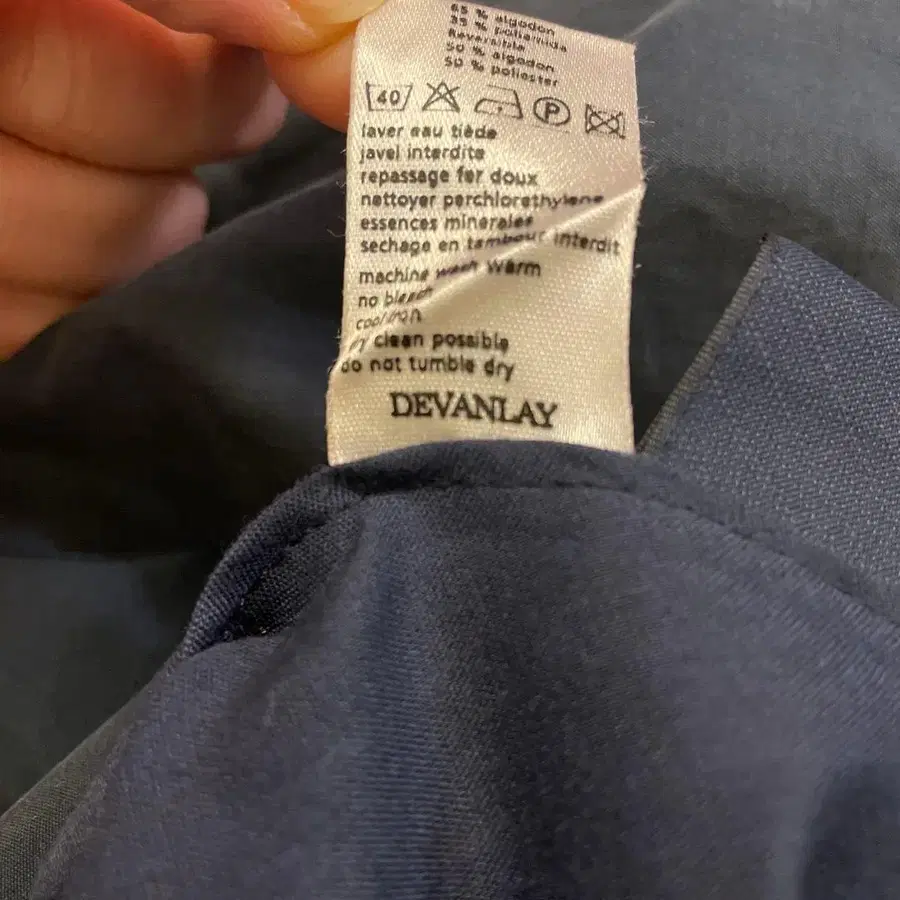 65 % algodon
35 % poliamida
Reversible
50 % algodon
50 % poliester
40 P
laver eau tiède
javel interdite
repassage fer doux
nettoyer perchlorethylene
essences minerales
sechage en tambour interdit
machine wash warm
no bleach
cool iron
clean possible
do not tumble dry
DEVANLAY